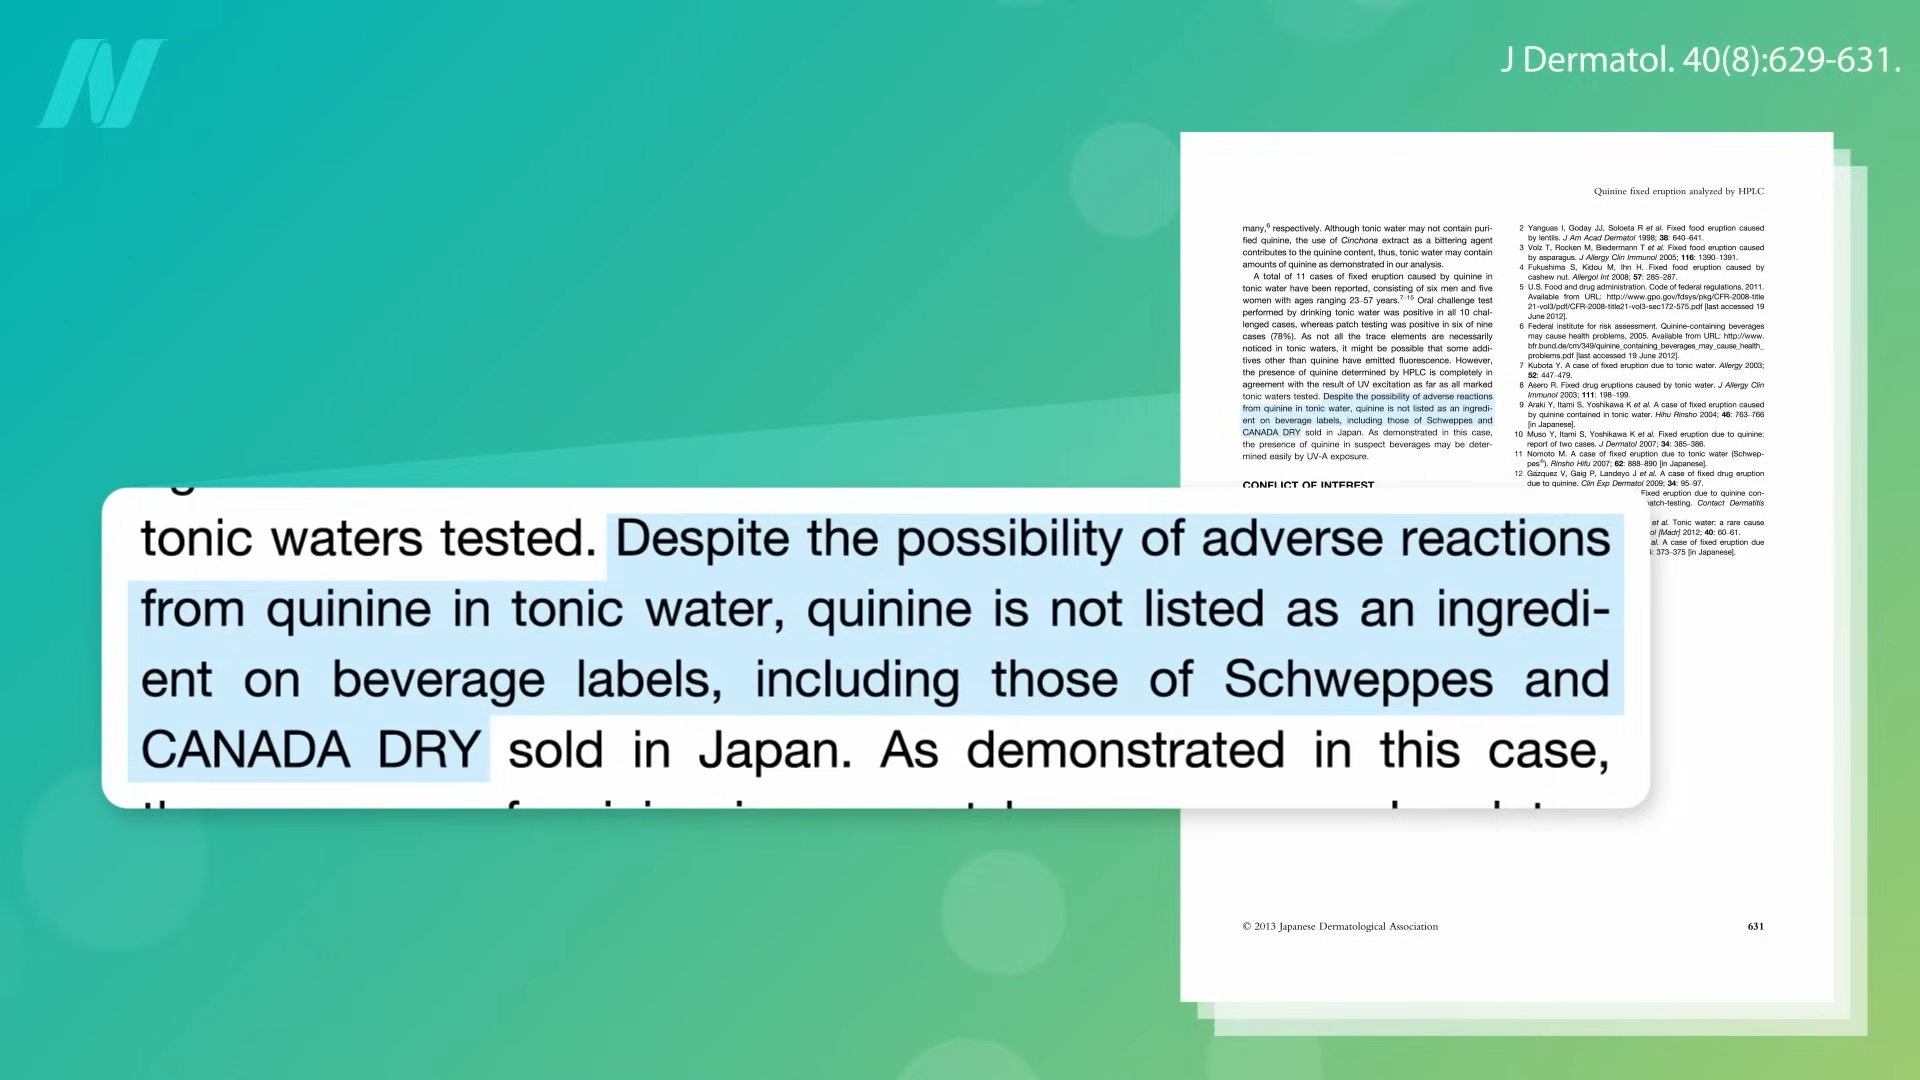 J Dermatol. 40(8):629-631.
Quinine fixed eruption analyzed by HPLC
many,6 respectively. Although tonic water may not contain puri-
fied quinine, the use of Cinchona extract as a bittering agent
contributes to the quinine content, thus, tonic water may contain
amounts of quinine as demonstrated in our analysis.
A total of 11 cases of fixed eruption caused by quinine in
tonic water have been reported, consisting of six men and five
women with ages ranging 23–57 years.7–15 Oral challenge test
performed by drinking tonic water was positive in all 10 chal-
lenged cases, whereas patch testing was positive in six of nine
cases (78%). As not all the trace elements are necessarily
noticed in tonic waters, it might be possible that some addi-
tives other than quinine have emitted fluorescence. However,
the presence of quinine determined by HPLC is completely in
agreement with the result of UV excitation as far as all marked
tonic waters tested. Despite the possibility of adverse reactions
from quinine in tonic water, quinine is not listed as an ingredi-
ent on beverage labels, including those of Schweppes and
CANADA DRY sold in Japan. As demonstrated in this case,
the presence of quinine in suspect beverages may be deter-
mined easily by UV-A exposure.
CONFLICT OF INTEREST
2 Yanguas I, Goday JJ, Soloeta R et al. Fixed food eruption caused
by lentils. J Am Acad Dermatol 1998; 38: 640–641.
3 Volz T, Rocken M, Biedermann T et al. Fixed food eruption caused
by asparagus. J Allergy Clin Immunol 2005; 116: 1390–1391.
4 Fukushima S, Kidou M, Ihn H. Fixed food eruption caused by
cashew nut. Allergol Int 2008; 57: 285–287.
5 U.S. Food and drug administration. Code of federal regulations, 2011.
Available from URL: http://www.gpo.gov/fdsys/pkg/CFR-2008-title
21-vol3/pdf/CFR-2008-title21-vol3-sec172-575.pdf [last accessed 19
June 2012].
6 Federal institute for risk assessment. Quinine-containing beverages
may cause health problems, 2005. Available from URL: http://www.
bfr.bund.de/cm/349/quinine_containing_beverages_may_cause_health_
problems.pdf [last accessed 19 June 2012].
7 Kubota Y. A case of fixed eruption due to tonic water. Allergy 2003;
52: 447–479.
8 Asero R. Fixed drug eruptions caused by tonic water. J Allergy Clin
Immunol 2003; 111: 198–199.
9 Araki Y, Itami S, Yoshikawa K et al. A case of fixed eruption caused
by quinine contained in tonic water. Hihu Rinsho 2004; 46: 763–766
[in Japanese].
10 Muso Y, Itami S, Yoshikawa K et al. Fixed eruption due to quinine:
report of two cases. J Dermatol 2007; 34: 385–386.
11 Nomoto M. A case of fixed eruption due to tonic water (Schwep-
pes®). Rinsho Hifu 2007; 62: 888–890 [in Japanese].
12 Gázquez V, Gaig P, Landeyo J et al. A case of fixed drug eruption
due to quinine. Clin Exp Dermatol 2009; 34: 95–97.
Fixed eruption due to quinine con-
atch-testing. Contact Dermatitis
et al. Tonic water: a rare cause
ol [Madr] 2012; 40: 60–61.
al. A case of fixed eruption due
: 373–375 [in Japanese].
tonic waters tested. Despite the possibility of adverse reactions
from quinine in tonic water, quinine is not listed as an ingredi-
ent on beverage labels, including those of Schweppes and
CANADA DRY sold in Japan. As demonstrated in this case,
© 2013 Japanese Dermatological Association
631